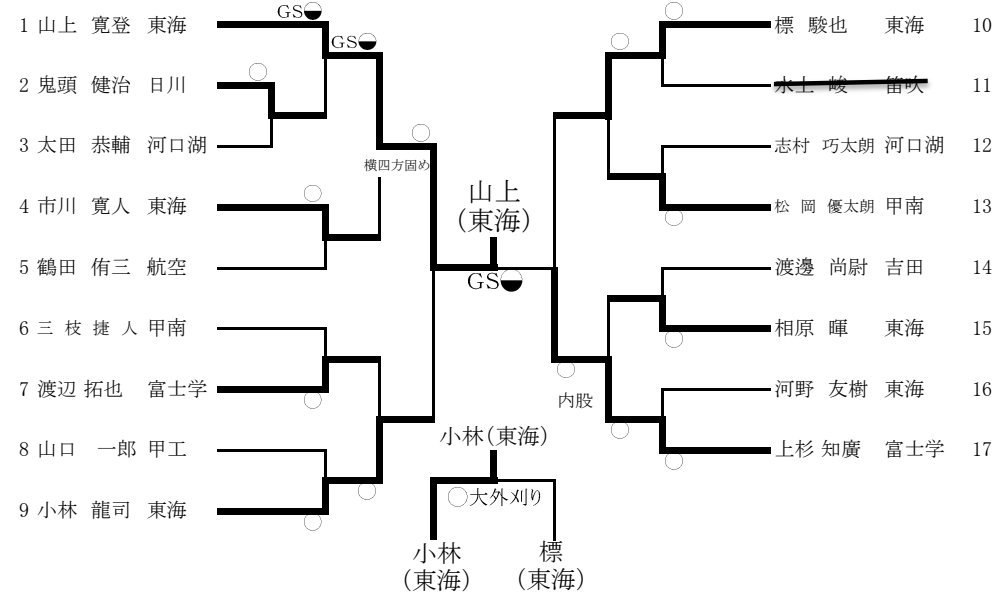 GS
1 山上 寛登 東海
GS
2 鬼頭 健治 日川
3 太田 恭輔 河口湖
横四方固め
4 市川 寛人 東海
5 鶴田 侑三 航空
6 三枝 捷人 甲南
7 渡辺 拓也 富士学
8 山口 一郎 甲工
9 小林 龍司 東海
山上
(東海)
GS
小林(東海)
大外刈り
小林
(東海)
標
(東海)
標 駿也 東海 10
水上 峻 笛吹 11
志村 巧太朗 河口湖 12
松岡 優太朗 甲南 13
渡邊 尚尉 吉田 14
相原 暉 東海 15
内股
河野 友樹 東海 16
上杉 知廣 富士学 17